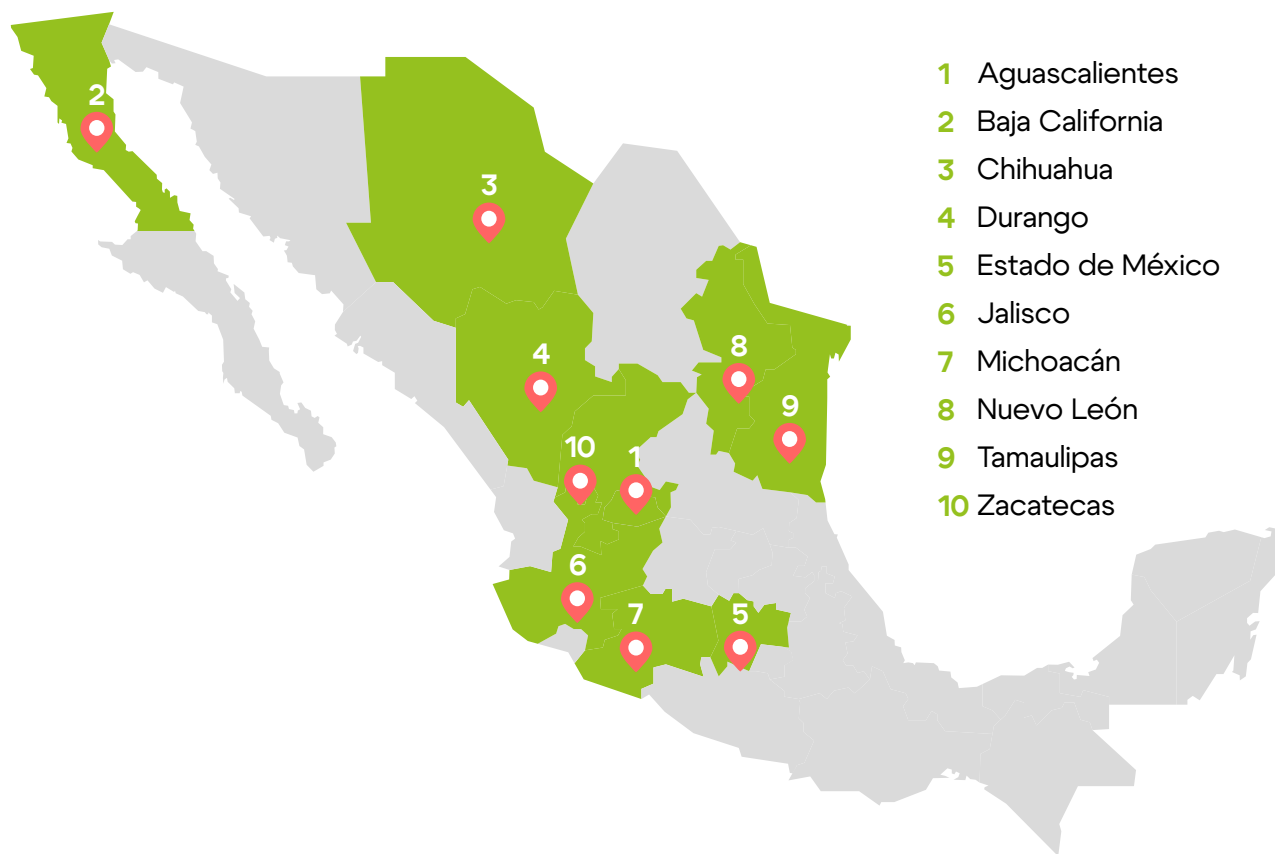 2
3
8
4
9
10
1
6
7
5
1 Aguascalientes
2 Baja California
3 Chihuahua
4 Durango
5 Estado de México
6 Jalisco
7 Michoacán
8 Nuevo León
9 Tamaulipas
10 Zacatecas